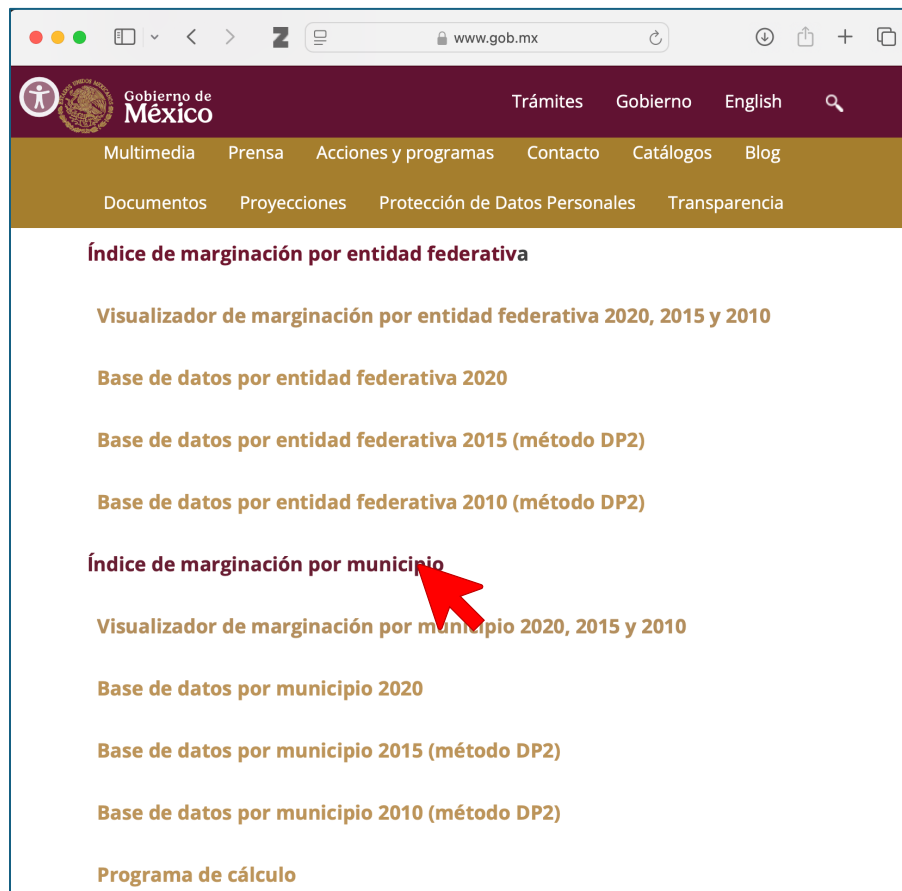 www.gob.mx
Gobierno de
México
Trámites Gobierno English
Multimedia Prensa Acciones y programas Contacto Catálogos Blog
Documentos Proyecciones Protección de Datos Personales Transparencia
Índice de marginación por entidad federativa
Visualizador de marginación por entidad federativa 2020, 2015 y 2010
Base de datos por entidad federativa 2020
Base de datos por entidad federativa 2015 (método DP2)
Base de datos por entidad federativa 2010 (método DP2)
Índice de marginación por municipio
Visualizador de marginación por municipio 2020, 2015 y 2010
Base de datos por municipio 2020
Base de datos por municipio 2015 (método DP2)
Base de datos por municipio 2010 (método DP2)
Programa de cálculo